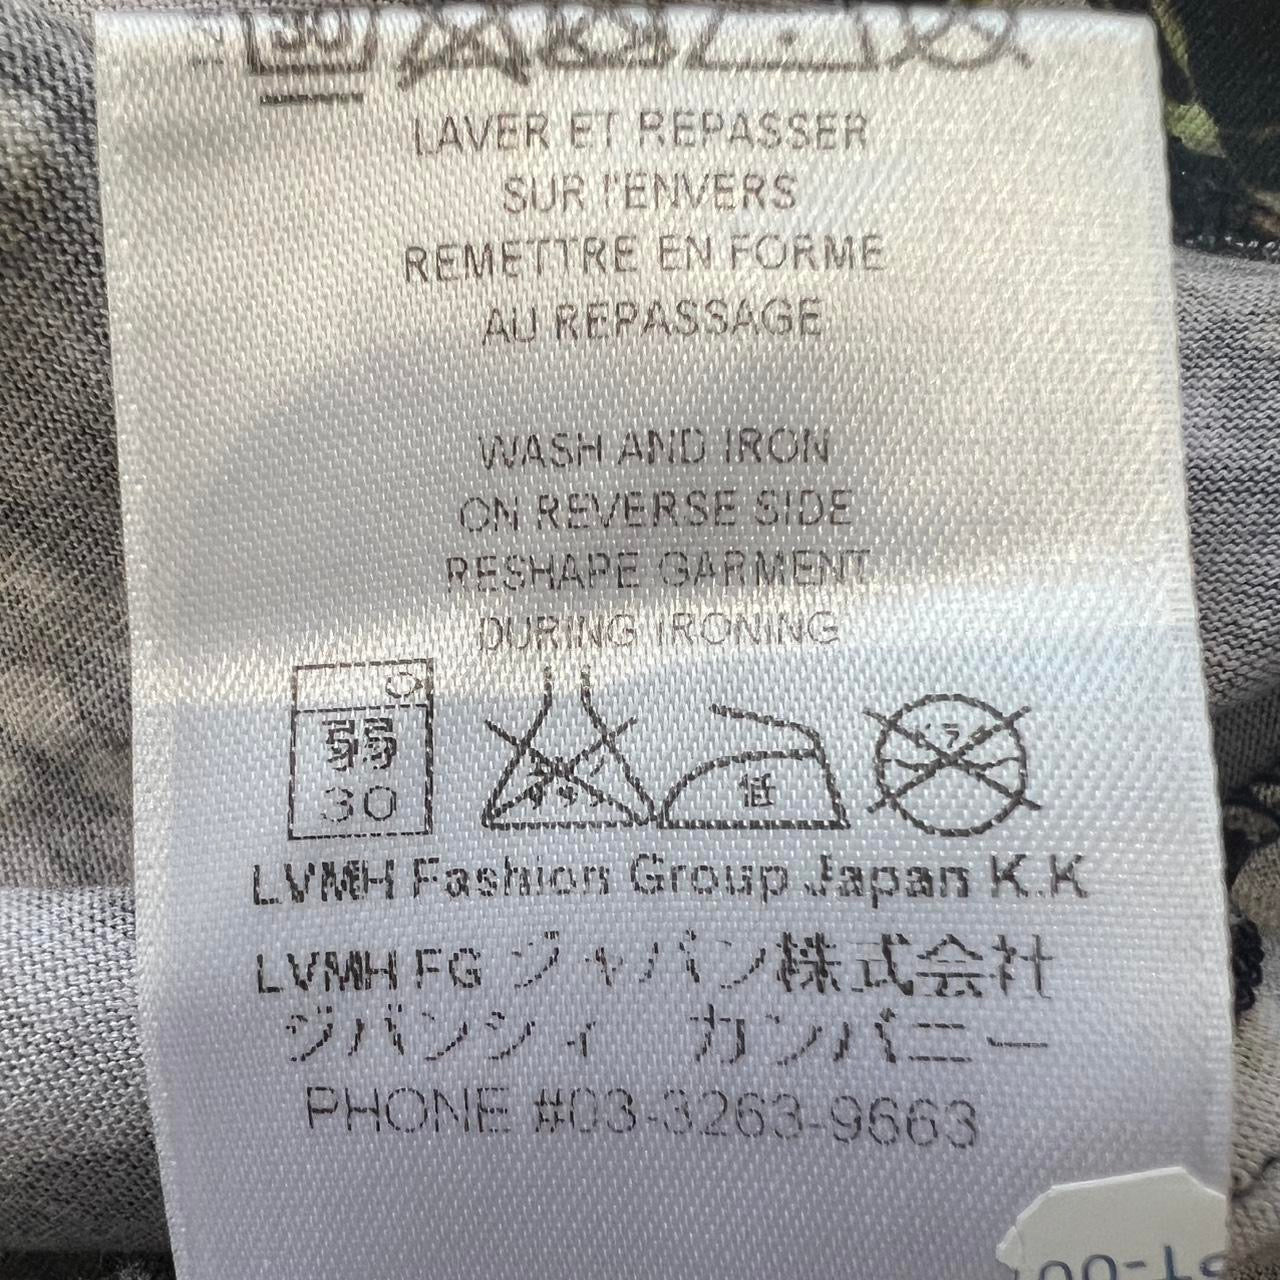 30
LAVER ET REPASSER
SUR l'ENVERS
REMETTRE EN FORME
AU REPASSAGE
WASH AND IRON
ON REVERSE SIDE
RESHAPE GARMENT
DURING IRONING
弱
30
低
LVMH Fashion Group Japan K.K
LVMH FG ジャパン株式会社
ジバンシィ カンパニー
PHONE #03-3263-9663